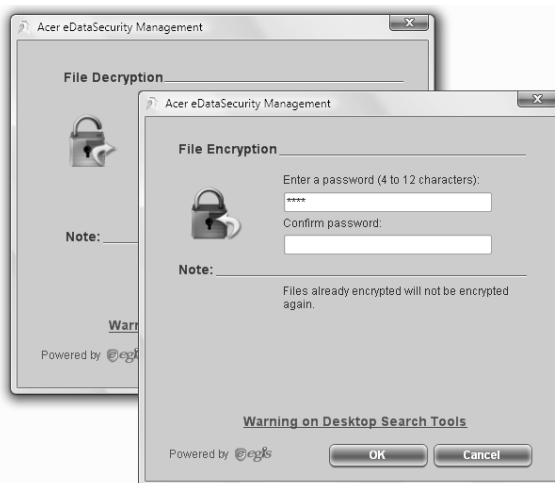 Acer eDataSecurity Management
x
File Decryption
Note:
Powered by
Acer eDataSecurity Management
x
File Encryption
Enter a password (4 to 12 characters):
****
Confirm password:
Note:
Files already encrypted will not be encrypted
again.
Warning on Desktop Search Tools
Powered by egis
OK
Cancel